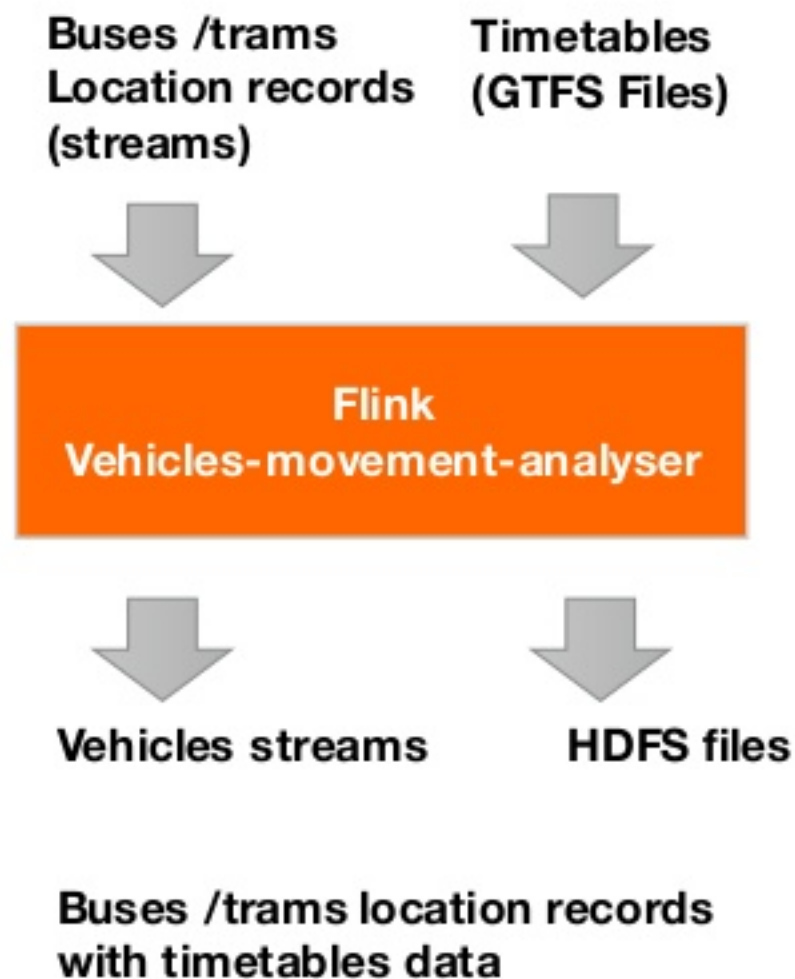 Buses /trams
Location records
(streams)
Timetables
(GTFS Files)
Flink
Vehicles-movement-analyser
Vehicles streams
HDFS files
Buses /trams location records
with timetables data